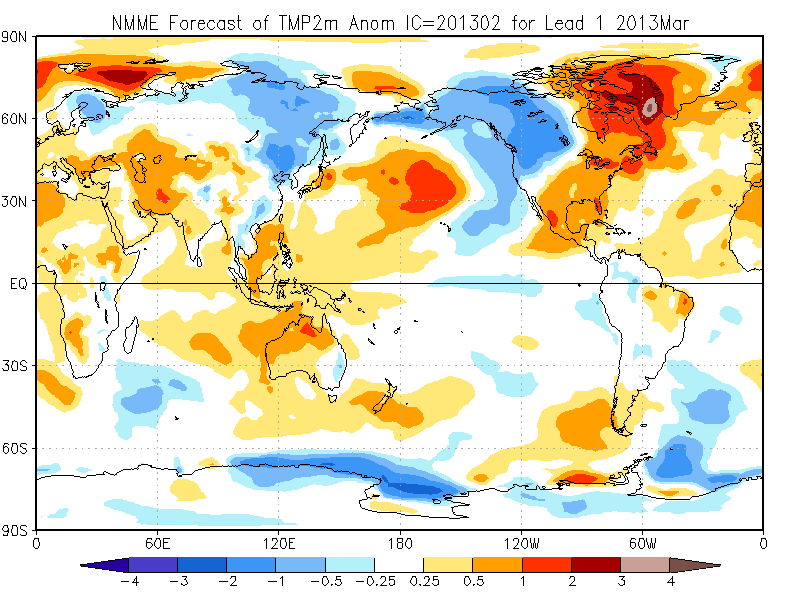 NMME Forecast of TMP2m Anom IC=201302 for Lead 1 2013Mar
90N
60N
30N
EQ
30S
60S
90S
0 60E 120E 180 120W 60W 0
−4 −3 −2 −1 −0.5 −0.25 0.25 0.5 1 2 3 4